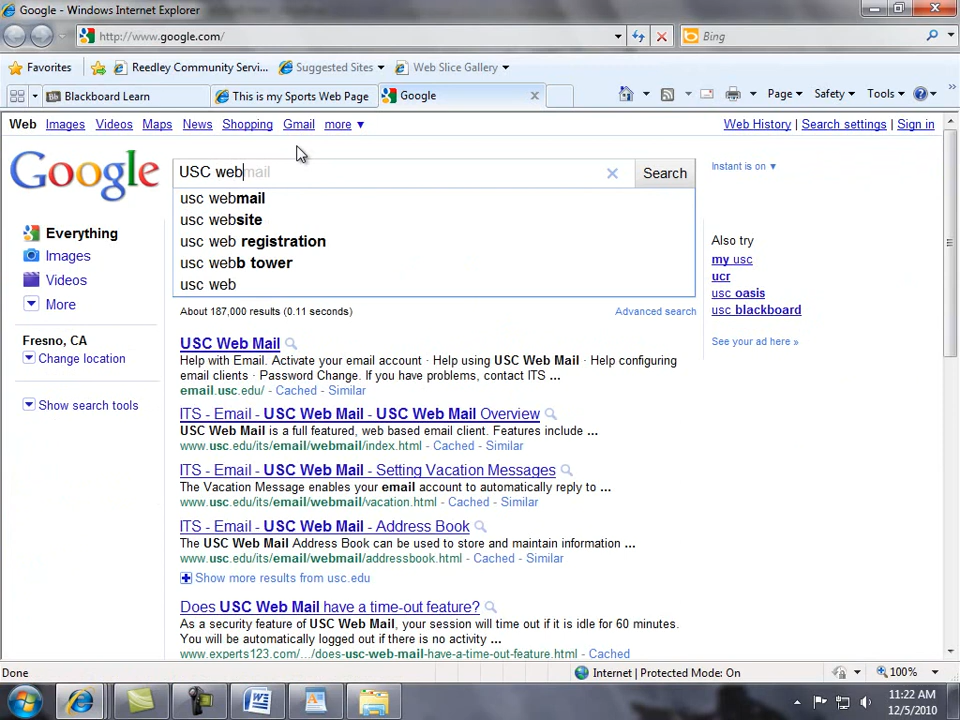 Google - Windows Internet Explorer
http://www.google.com/
Bing
Favorites
Reedley Community Servi...
Suggested Sites
Web Slice Gallery
Blackboard Learn
This is my Sports Web Page
Google
Page
Safety
Tools
Web Images Videos Maps News Shopping Gmail more ▼
Web History | Search settings | Sign in
Google
USC webmail
Search
Instant is on ▼
usc webmail
usc website
usc web registration
usc webb tower
usc web
Everything
Images
Videos
More
Fresno, CA
Change location
Show search tools
About 187,000 results (0.11 seconds)
Advanced search
USC Web Mail
Help with Email. Activate your email account · Help using USC Web Mail · Help configuring
email clients · Password Change. If you have problems, contact ITS ...
email.usc.edu/ - Cached - Similar
ITS - Email - USC Web Mail - USC Web Mail Overview
USC Web Mail is a full featured, web based email client. Features include ...
www.usc.edu/its/email/webmail/index.html - Cached - Similar
ITS - Email - USC Web Mail - Setting Vacation Messages
The Vacation Message enables your email account to automatically reply to ...
www.usc.edu/its/email/webmail/vacation.html - Cached - Similar
ITS - Email - USC Web Mail - Address Book
The USC Web Mail Address Book can be used to store and maintain information ...
www.usc.edu/its/email/webmail/addressbook.html - Cached - Similar
Show more results from usc.edu
Does USC Web Mail have a time-out feature?
As a security feature of USC Web Mail, your session will time out if it is idle for 60 minutes.
You will be automatically logged out if there is no activity ...
www.experts123.com/.../does-usc-web-mail-have-a-time-out-feature.html - Cached
Also try
my usc
ucr
usc oasis
usc blackboard
See your ad here »
Done
Internet | Protected Mode: On
100%
11:22 AM
12/5/2010